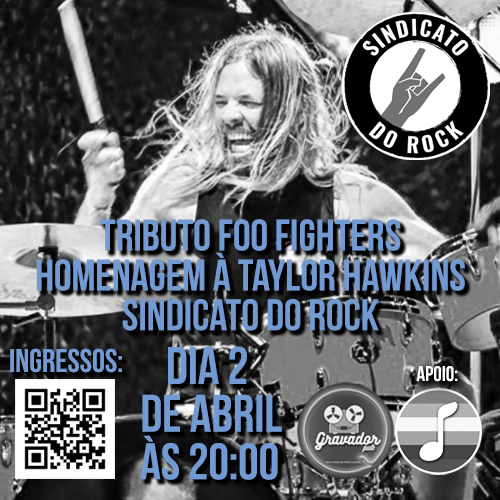 SINDICATO
DO ROCK
TRIBUTO FOO FIGHTERS
HOMENAGEM À TAYLOR HAWKINS
SINDICATO DO ROCK
INGRESSOS:
DIA 2
DE ABRIL
ÀS 20:00
APOIO:
Gravador
pub